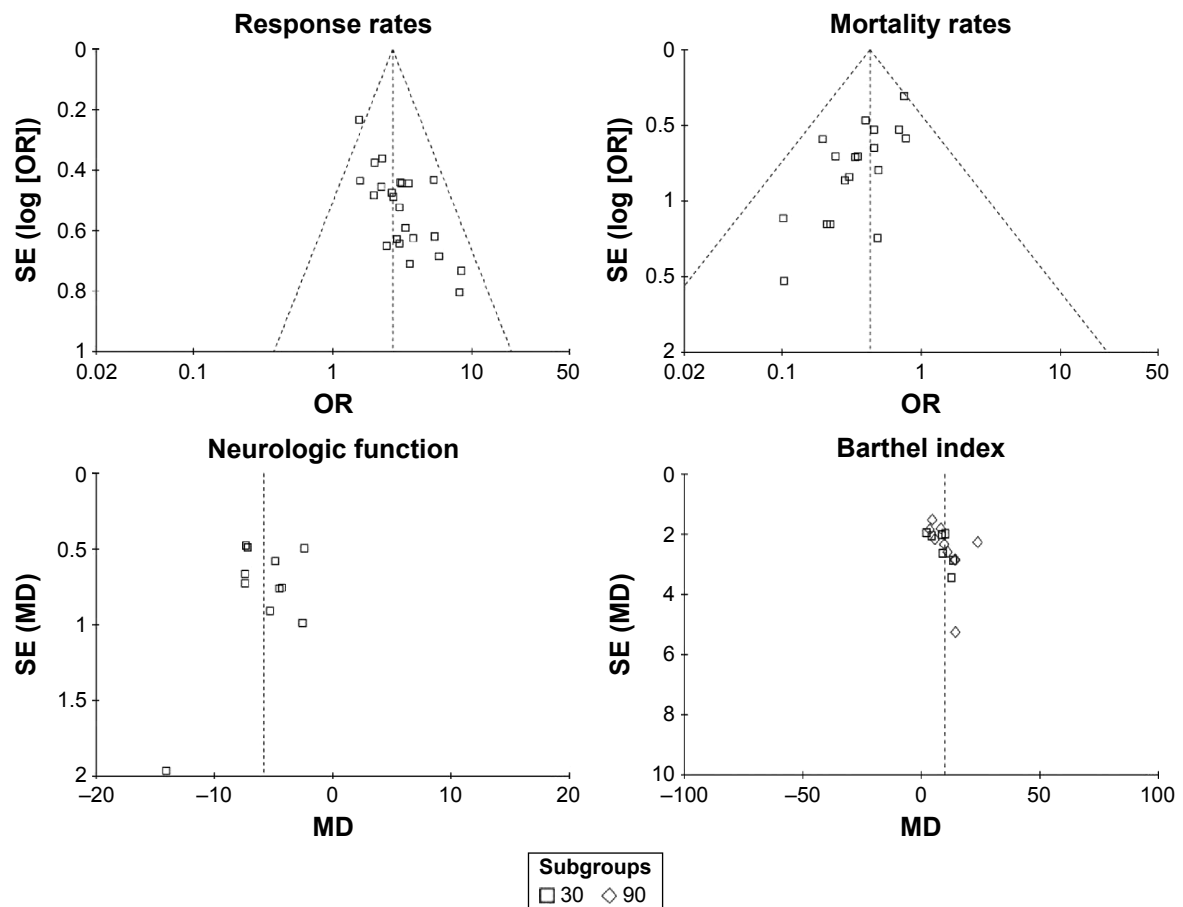 Response rates
0
0.2
0.4
0.6
0.8
1
SE (log [OR])
0.02 0.1 1 10 50
OR
Mortality rates
0
0.5
1
0.5
2
SE (log [OR])
0.02 0.1 1 10 50
OR
Neurologic function
0
0.5
1
1.5
2
SE (MD)
–20 –10 0 10 20
MD
Barthel index
0
2
4
6
8
10
SE (MD)
–100 –50 0 50 100
MD
Subgroups
30 90